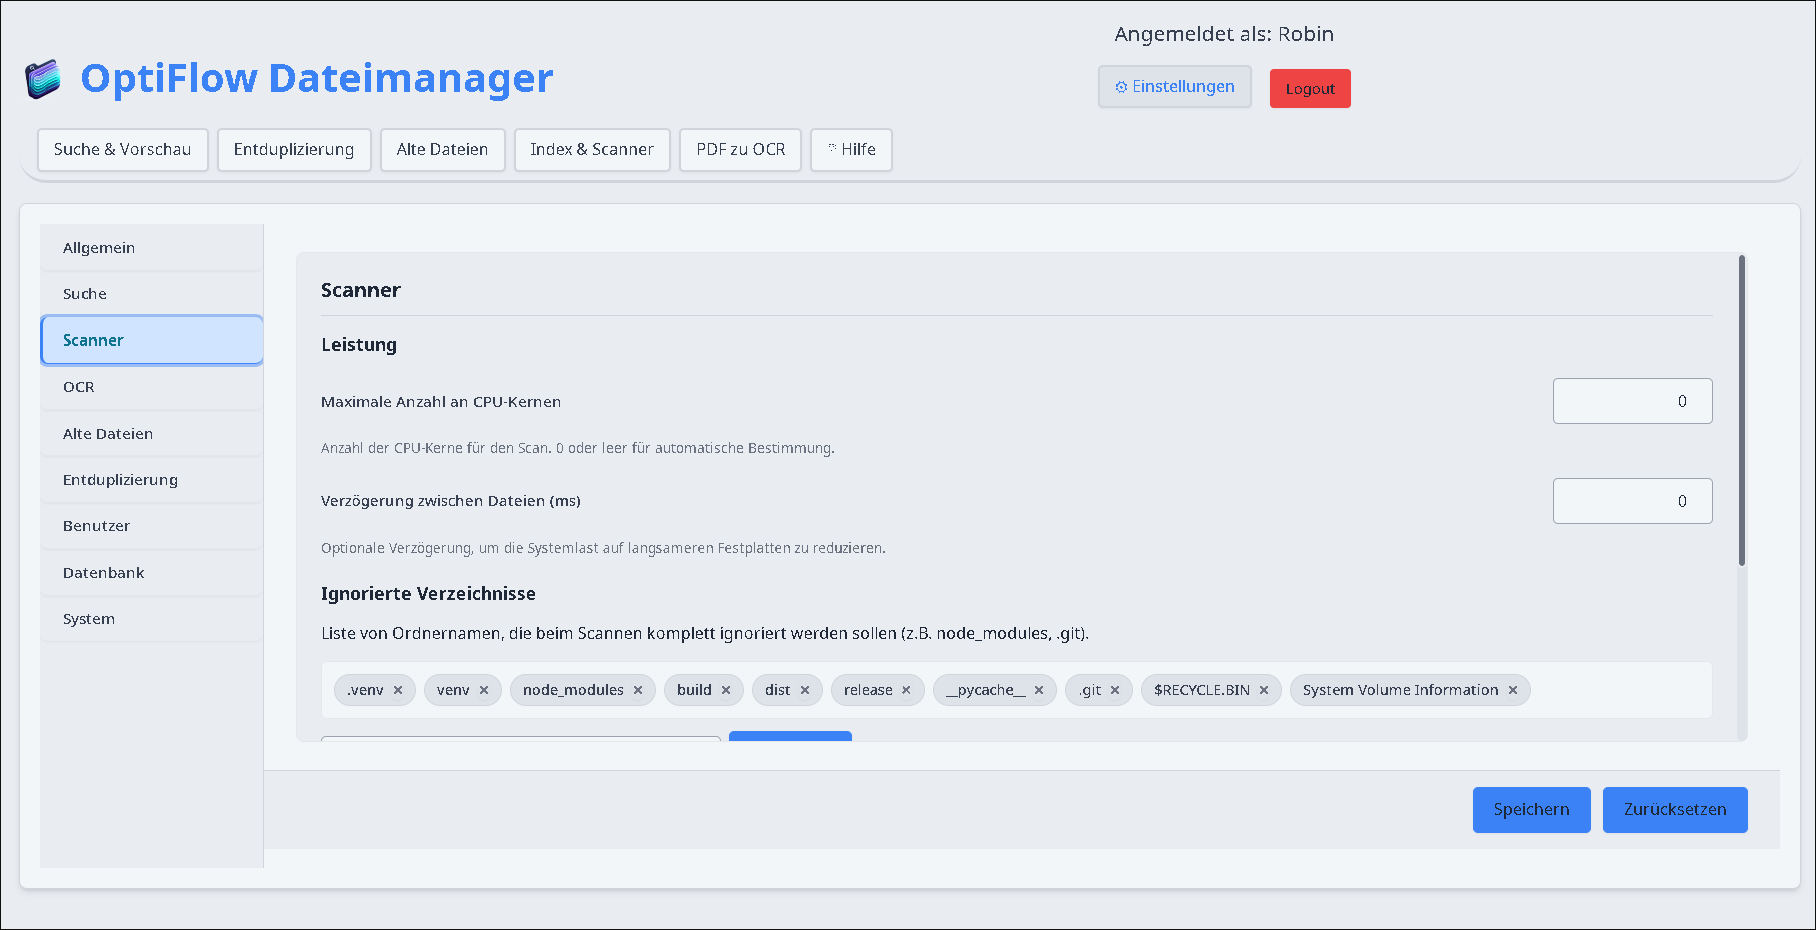 Angemeldet als: Robin
OptiFlow Dateimanager
Einstellungen
Logout
Suche & Vorschau
Entduplizierung
Alte Dateien
Index & Scanner
PDF zu OCR
Hilfe
Allgemein
Suche
Scanner
OCR
Alte Dateien
Entduplizierung
Benutzer
Datenbank
System
Scanner
Leistung
Maximale Anzahl an CPU-Kernen
0
Anzahl der CPU-Kerne für den Scan. 0 oder leer für automatische Bestimmung.
Verzögerung zwischen Dateien (ms)
0
Optionale Verzögerung, um die Systemlast auf langsameren Festplatten zu reduzieren.
Ignorierte Verzeichnisse
Liste von Ordnernamen, die beim Scannen komplett ignoriert werden sollen (z.B. node_modules, .git).
.venv × venv × node_modules × build × dist × release × __pycache__ × .git × $RECYCLE.BIN × System Volume Information ×
Speichern
Zurücksetzen